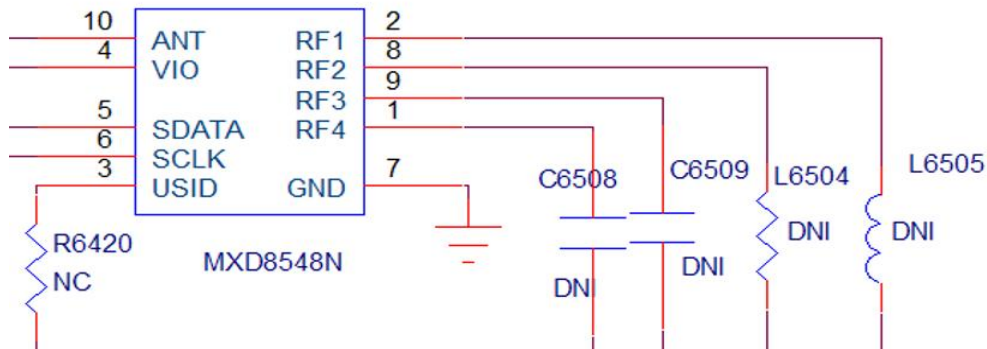 10
ANT
RF1
2
4
VIO
RF2
8
RF3
9
5
SDATA
RF4
1
6
SCLK
3
USID
GND
7
C6508
C6509
L6504
L6505
R6420
NC
MXD8548N
DNI
DNI
DNI
DNI